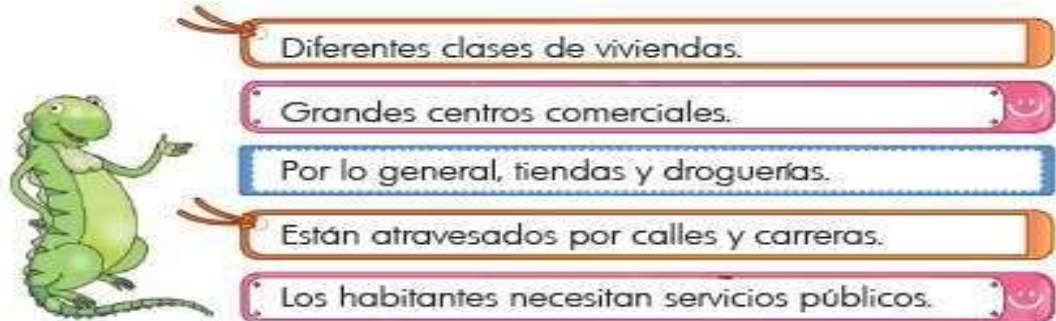 Diferentes clases de viviendas.
Grandes centros comerciales.
Por lo general, tiendas y droguerías.
Están atravesados por calles y carreras.
Los habitantes necesitan servicios públicos.